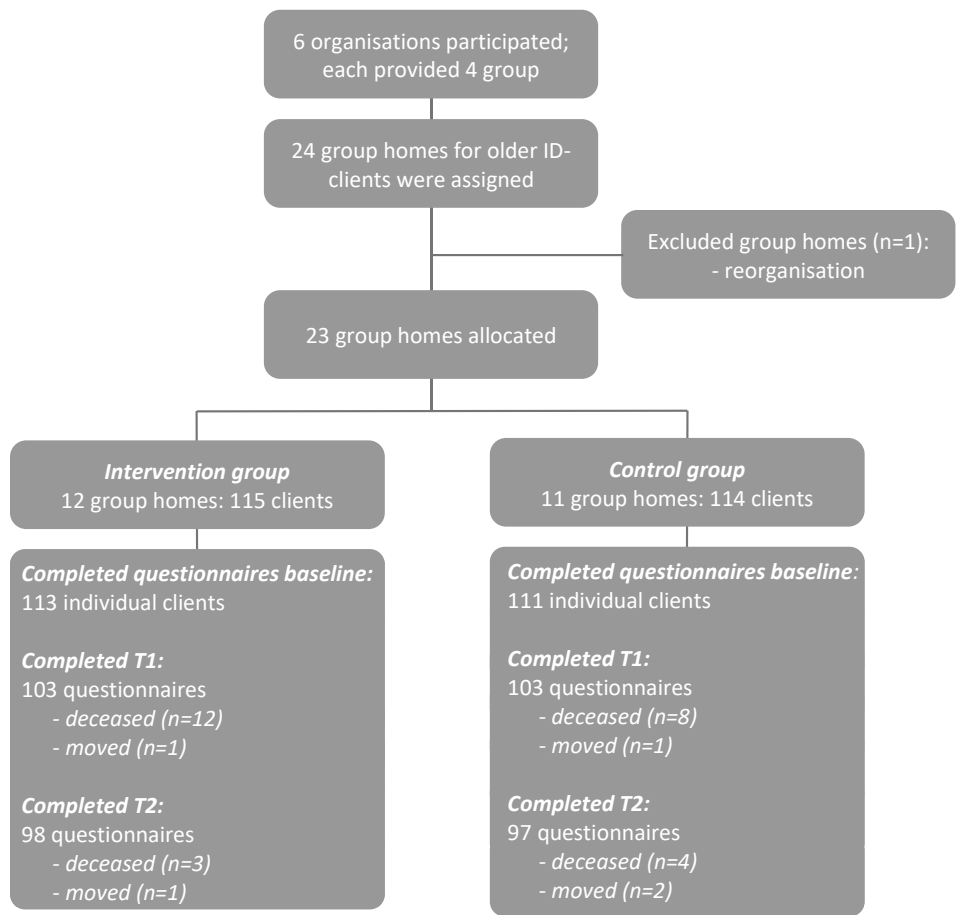 6 organisations participated;
each provided 4 group
24 group homes for older ID-
clients were assigned
Excluded group homes (n=1):
- reorganisation
23 group homes allocated
Intervention group
12 group homes: 115 clients
Control group
11 group homes: 114 clients
Completed questionnaires baseline:
113 individual clients
Completed T1:
103 questionnaires
- deceased (n=12)
- moved (n=1)
Completed T2:
98 questionnaires
- deceased (n=3)
- moved (n=1)
Completed questionnaires baseline:
111 individual clients
Completed T1:
103 questionnaires
- deceased (n=8)
- moved (n=1)
Completed T2:
97 questionnaires
- deceased (n=4)
- moved (n=2)